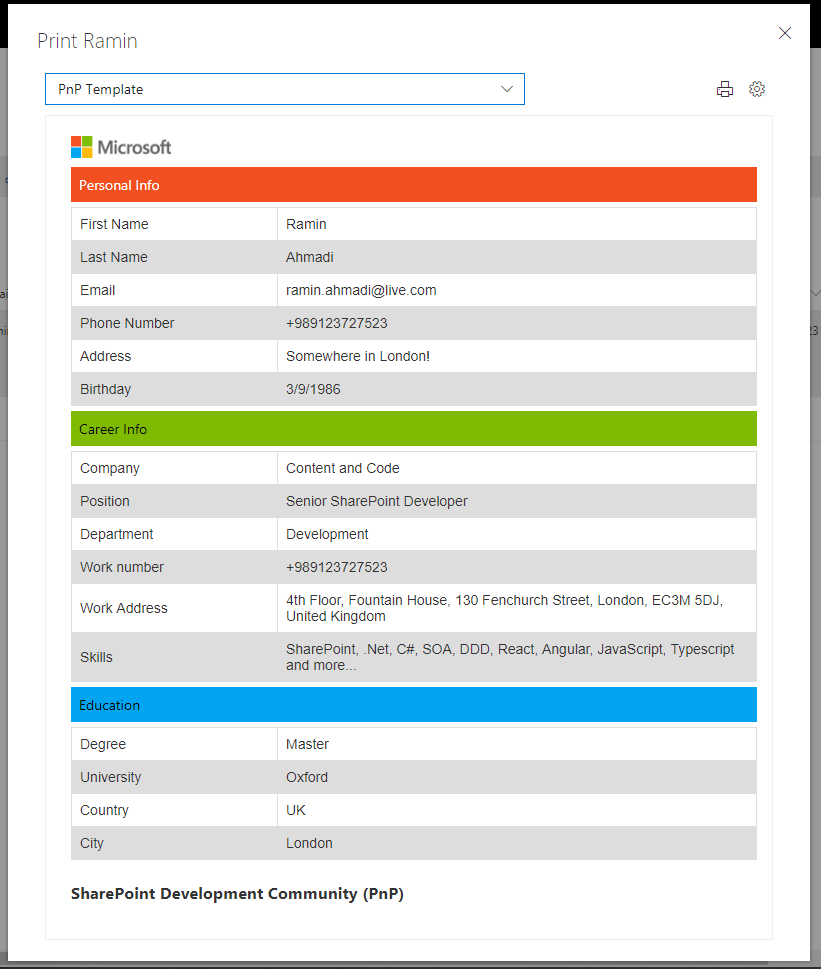 Print Ramin
PnP Template
Microsoft
Personal Info
First Name Ramin
Last Name Ahmadi
Email ramin.ahmadi@live.com
Phone Number +989123727523
Address Somewhere in London!
Birthday 3/9/1986
Career Info
Company Content and Code
Position Senior SharePoint Developer
Department Development
Work number +989123727523
Work Address 4th Floor, Fountain House, 130 Fenchurch Street, London, EC3M 5DJ,
United Kingdom
Skills SharePoint, .Net, C#, SOA, DDD, React, Angular, JavaScript, Typescript
and more...
Education
Degree Master
University Oxford
Country UK
City London
SharePoint Development Community (PnP)